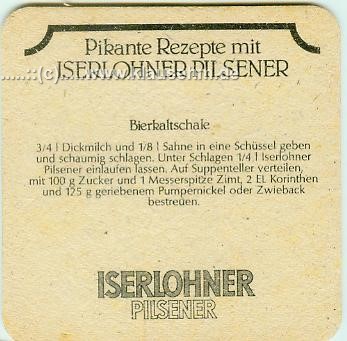 Pikante Rezepte mit
ISERLOHNER PILSENER
Bierkaltschale
3/4 l Dickmilch und 1/8 l Sahne in eine Schüssel geben
und schaumig schlagen. Unter Schlagen 1/4 l Iserlohner
Pilsener einlaufen lassen. Auf Suppenteller verteilen,
mit 100 g Zucker und 1 Messerspitze Zimt, 2 EL Korinthen
und 125 g geriebenem Pumpernickel oder Zwieback
bestreuen.
ISERLOHNER
PILSENER